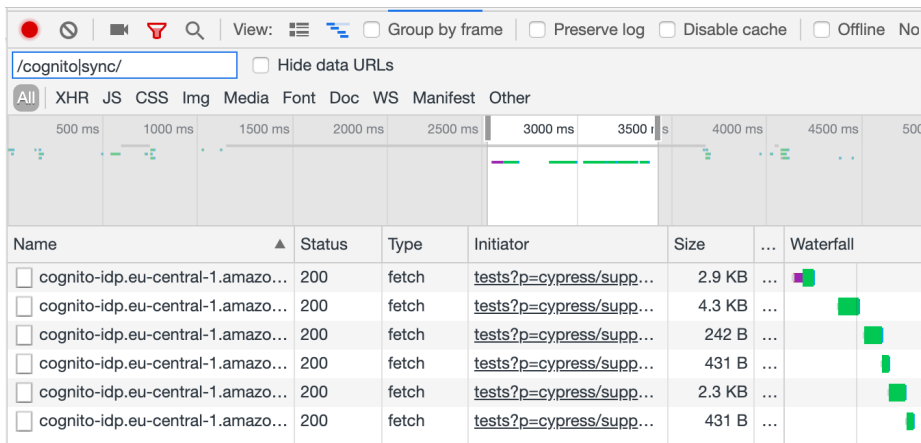 View: Group by frame Preserve log Disable cache Offline No
/cognito|sync/ Hide data URLs
All XHR JS CSS Img Media Font Doc WS Manifest Other
500 ms 1000 ms 1500 ms 2000 ms 2500 ms 3000 ms 3500 ms 4000 ms 4500 ms 500
Name Status Type Initiator Size ... Waterfall
cognito-idp.eu-central-1.amazo... 200 fetch tests?p=cypress/supp... 2.9 KB ...
cognito-idp.eu-central-1.amazo... 200 fetch tests?p=cypress/supp... 4.3 KB ...
cognito-idp.eu-central-1.amazo... 200 fetch tests?p=cypress/supp... 242 B ...
cognito-idp.eu-central-1.amazo... 200 fetch tests?p=cypress/supp... 431 B ...
cognito-idp.eu-central-1.amazo... 200 fetch tests?p=cypress/supp... 2.3 KB ...
cognito-idp.eu-central-1.amazo... 200 fetch tests?p=cypress/supp... 431 B ...